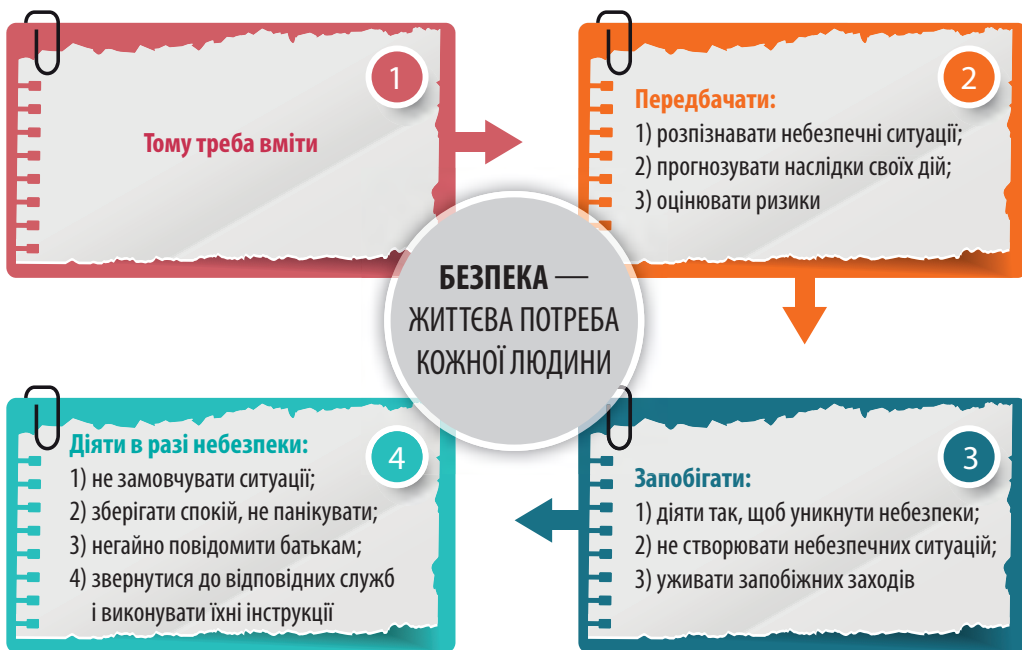 1
Тому треба вміти
2
Передбачати:
1) розпізнавати небезпечні ситуації;
2) прогнозувати наслідки своїх дій;
3) оцінювати ризики
БЕЗПЕКА —
ЖИТТЄВА ПОТРЕБА
КОЖНОЇ ЛЮДИНИ
3
Запобігати:
1) діяти так, щоб уникнути небезпеки;
2) не створювати небезпечних ситуацій;
3) уживати запобіжних заходів
4
Діяти в разі небезпеки:
1) не замовчувати ситуації;
2) зберігати спокій, не панікувати;
3) негайно повідомити батькам;
4) звернутися до відповідних служб
і виконувати їхні інструкції